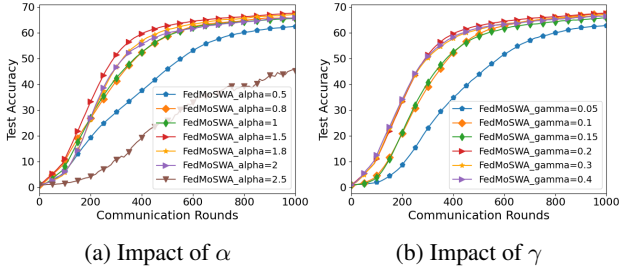 70
60
50
40
30
20
10
0
Test Accuracy
FedMoSWA_alpha=0.5
FedMoSWA_0.8
FedMoSWA_alpha=1
FedMoSWA_alpha=1.5
FedMoSWA_alpha=1.8
FedMoSWA_alpha=2
FedMoSWA_alpha=2.5
0 200 400 600 800 1000
Communication Rounds
(a) Impact of α
70
60
50
40
30
20
10
0
Test Accuracy
FedMoSWA_gamma=0.05
FedMoSWA_gamma=0.1
FedMoSWA_gamma=0.15
FedMoSWA_gamma=0.2
FedMoSWA_gamma=0.3
FedMoSWA_gamma=0.4
0 200 400 600 800 1000
Communication Rounds
(b) Impact of γ